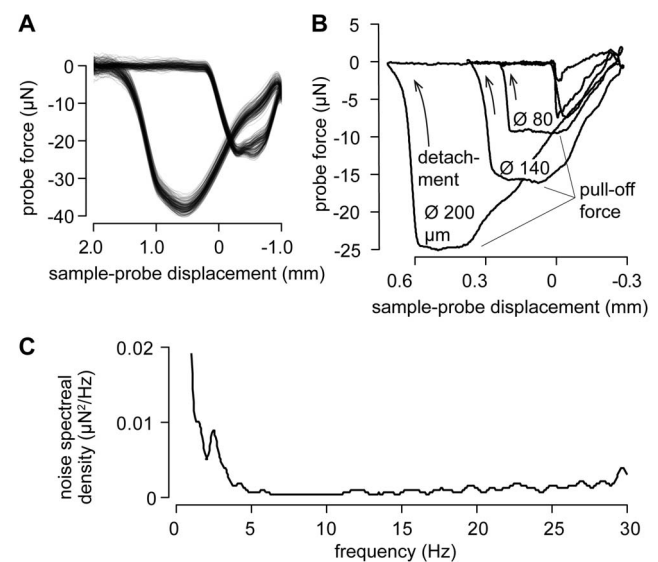 A
probe force (µN)
0
-10
-20
-30
-40
2.0 1.0 0 -1.0
sample-probe displacement (mm)
B
probe force (µN)
5
0
-5
-10
-15
-20
-25
Ø 80
detach-
ment
Ø 140
Ø 200
µm
pull-off
force
0.6 0.3 0 -0.3
sample-probe displacement (mm)
C
noise spectreal
density (µN²/Hz)
0.02
0.01
0
0 5 10 15 20 25 30
frequency (Hz)